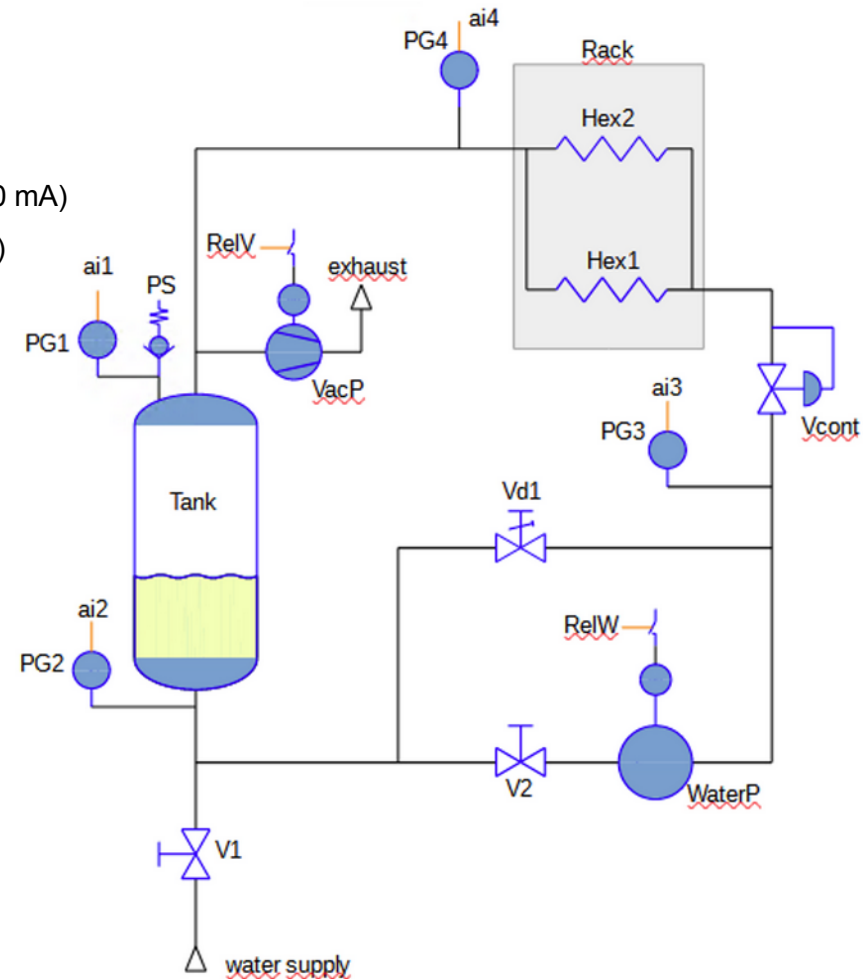 ai4
PG4
Rack
Hex2
0 mA)
)
RelV
exhaust
ai1
PS
Hex1
PG1
VacP
ai3
Vcont
PG3
Tank
Vd1
ai2
RelW
PG2
V2
WaterP
V1
water supply